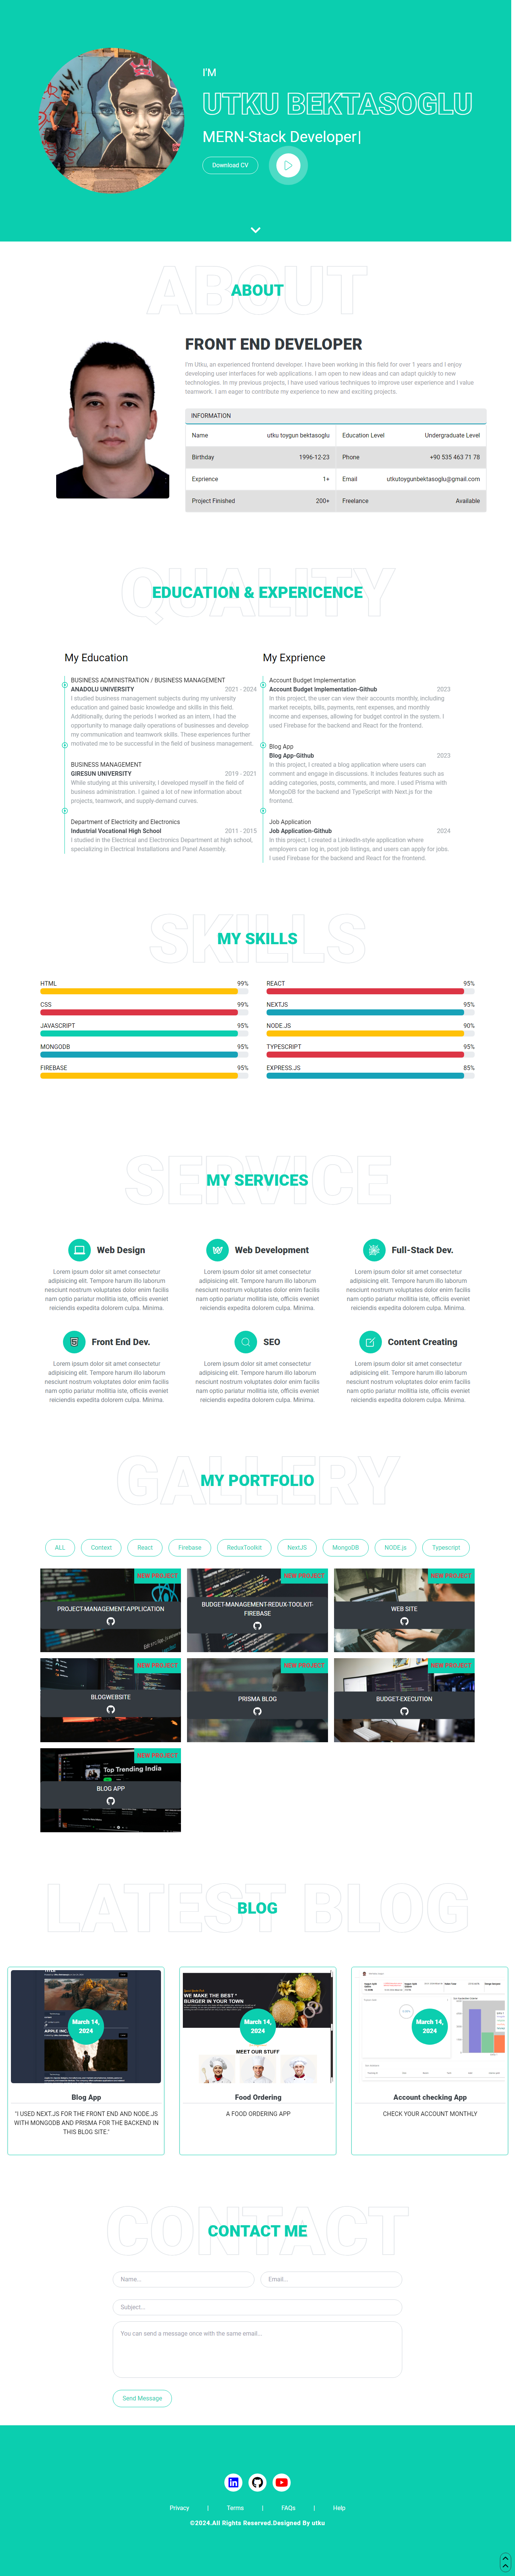 I'M
UTKU BEKTASOGLU
MERN-Stack Developer|
Download CV
ABOUT
ABOUT
FRONT END DEVELOPER
I'm Utku, an experienced frontend developer. I have been working in this field for over 1 years and I enjoy
developing user interfaces for web applications. I am open to new ideas and can adapt quickly to new
technologies. In my previous projects, I have used various techniques to improve user experience and I value
teamwork. I am eager to contribute my experience to new and exciting projects.
INFORMATION
Name utku toygun bektasoglu Education Level Undergraduate Level
Birthday 1996-12-23 Phone +90 535 463 71 78
Exprience 1+ Email utkutoygunbektasoglu@gmail.com
Project Finished 200+ Freelance Available
QUALITY
EDUCATION & EXPERICENCE
My Education
BUSINESS ADMINISTRATION / BUSINESS MANAGEMENT
ANADOLU UNIVERSITY 2021 - 2024
I studied business management subjects during my university
education and gained basic knowledge and skills in this field.
Additionally, during the periods I worked as an intern, I had the
opportunity to manage daily operations of businesses and develop
my communication and teamwork skills. These experiences further
motivated me to be successful in the field of business management.
BUSINESS MANAGEMENT
GIRESUN UNIVERSITY 2019 - 2021
While studying at this university, I developed myself in the field of
business administration. I gained a lot of new information about
projects, teamwork, and supply-demand curves.
Department of Electricity and Electronics
Industrial Vocational High School 2011 - 2015
I studied in the Electrical and Electronics Department at high school,
specializing in Electrical Installations and Panel Assembly.
My Exprience
Account Budget Implementation
Account Budget Implementation-Github 2023
In this project, the user can view their accounts monthly, including
market receipts, bills, payments, rent expenses, and monthly
income and expenses, allowing for budget control in the system. I
used Firebase for the backend and React for the frontend.
Blog App
Blog App-Github 2023
In this project, I created a blog application where users can
comment and engage in discussions. It includes features such as
adding categories, posts, comments, and more. I used Prisma with
MongoDB for the backend and TypeScript with Next.js for the
frontend.
Job Application
Job Application-Github 2024
In this project, I created a LinkedIn-style application where
employers can log in, post job listings, and users can apply for jobs.
I used Firebase for the backend and React for the frontend.
SKILLS
MY SKILLS
HTML 99% REACT 95%
CSS 99% NEXTJS 95%
JAVASCRIPT 95% NODE.JS 90%
MONGODB 95% TYPESCRIPT 95%
FIREBASE 95% EXPRESS.JS 85%
SERVICE
MY SERVICES
Web Design
Lorem ipsum dolor sit amet consectetur
adipisicing elit. Tempore harum illo laborum
nesciunt nostrum voluptates dolor enim facilis
nam optio pariatur mollitia iste, officiis eveniet
reiciendis expedita dolorem culpa. Minima.
Web Development
Lorem ipsum dolor sit amet consectetur
adipisicing elit. Tempore harum illo laborum
nesciunt nostrum voluptates dolor enim facilis
nam optio pariatur mollitia iste, officiis eveniet
reiciendis expedita dolorem culpa. Minima.
Full-Stack Dev.
Lorem ipsum dolor sit amet consectetur
adipisicing elit. Tempore harum illo laborum
nesciunt nostrum voluptates dolor enim facilis
nam optio pariatur mollitia iste, officiis eveniet
reiciendis expedita dolorem culpa. Minima.
Front End Dev.
Lorem ipsum dolor sit amet consectetur
adipisicing elit. Tempore harum illo laborum
nesciunt nostrum voluptates dolor enim facilis
nam optio pariatur mollitia iste, officiis eveniet
reiciendis expedita dolorem culpa. Minima.
SEO
Lorem ipsum dolor sit amet consectetur
adipisicing elit. Tempore harum illo laborum
nesciunt nostrum voluptates dolor enim facilis
nam optio pariatur mollitia iste, officiis eveniet
reiciendis expedita dolorem culpa. Minima.
Content Creating
Lorem ipsum dolor sit amet consectetur
adipisicing elit. Tempore harum illo laborum
nesciunt nostrum voluptates dolor enim facilis
nam optio pariatur mollitia iste, officiis eveniet
reiciendis expedita dolorem culpa. Minima.
GALLERY
MY PORTFOLIO
ALL Context React Firebase ReduxToolkit NextJS MongoDB NODE.js Typescript
NEW PROJECT
PROJECT-MANAGEMENT-APPLICATION
NEW PROJECT
BUDGET-MANAGEMENT-REDUX-TOOLKIT-
FIREBASE
NEW PROJECT
WEB SITE
NEW PROJECT
BLOGWEBSITE
NEW PROJECT
PRISMA BLOG
NEW PROJECT
BUDGET-EXECUTION
NEW PROJECT
Top Trending India
BLOG APP
LATEST BLOG
BLOG
March 14,
2024
Blog App
"I USED NEXT.JS FOR THE FRONT END AND NODE.JS
WITH MONGODB AND PRISMA FOR THE BACKEND IN
THIS BLOG SITE."
WE MAKE THE BEST "
BURGER IN YOUR TOWN
March 14,
2024
MEET OUR STUFF
Food Ordering
A FOOD ORDERING APP
March 14,
2024
Account checking App
CHECK YOUR ACCOUNT MONTHLY
CONTACT
CONTACT ME
Name...
Email...
Subject...
You can send a message once with the same email...
Send Message
Privacy | Terms | FAQs | Help
©2024.All Rights Reserved.Designed By utku